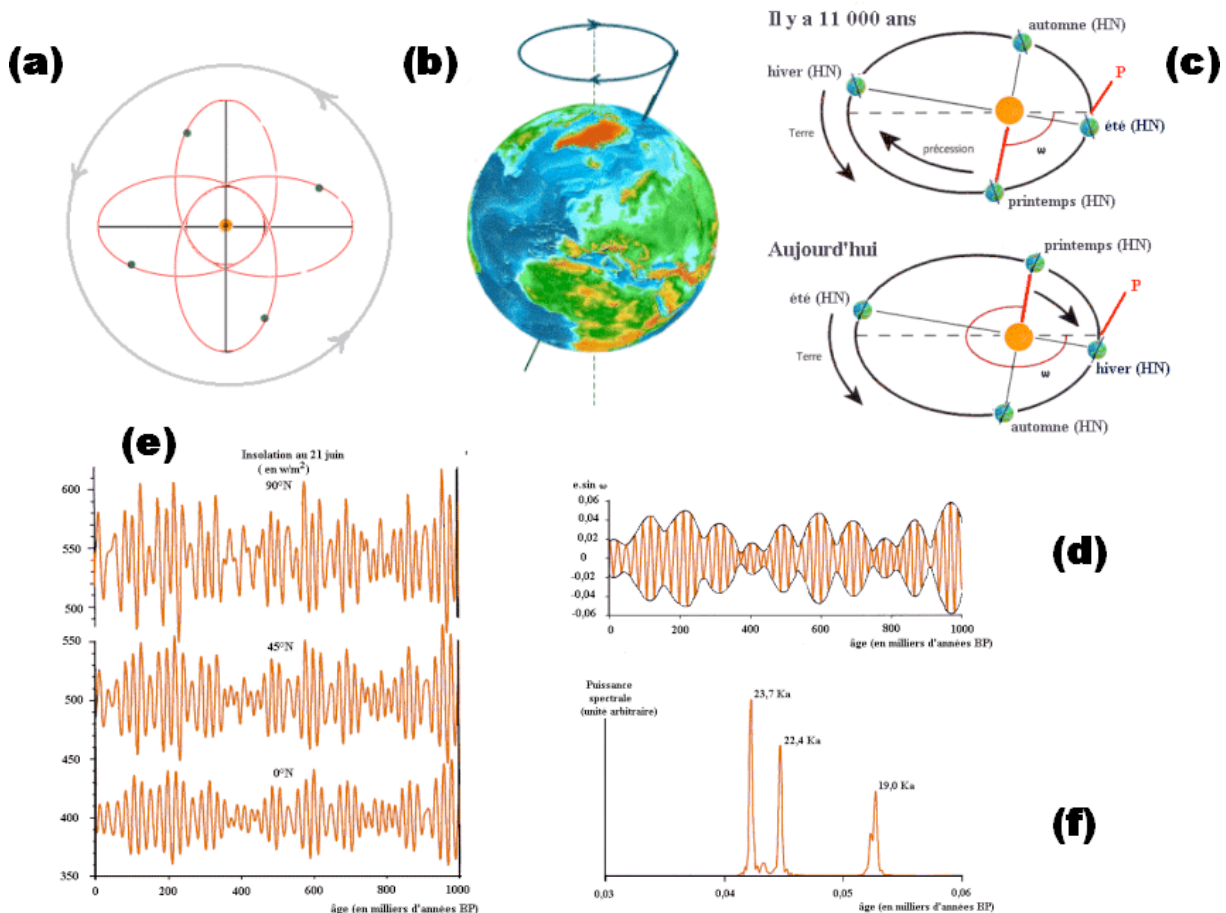 (a)
(b)
Il y a 11 000 ans
automne (HN)
(c)
hiver (HN)
P
Terre
précession
ω
été (HN)
printemps (HN)
Aujourd'hui
printemps (HN)
été (HN)
P
Terre
ω
hiver (HN)
automne (HN)
(e)
Insolation au 21 juin
( en w/m²)
90°N
600
550
500
45°N
550
500
450
0°N
400
350
0 200 400 600 800 1000
âge (en milliers d'années BP)
e.sin ω
0,06
0,04
0,02
0
-0,02
-0,04
-0,06
0 200 400 600 800 1000
âge (en milliers d'années BP)
(d)
Puissance
spectrale
(unité arbitraire)
23,7 Ka
22,4 Ka
19,0 Ka
(f)
0,03 0,04 0,05 0,06
âge (en milliers d'années BP)